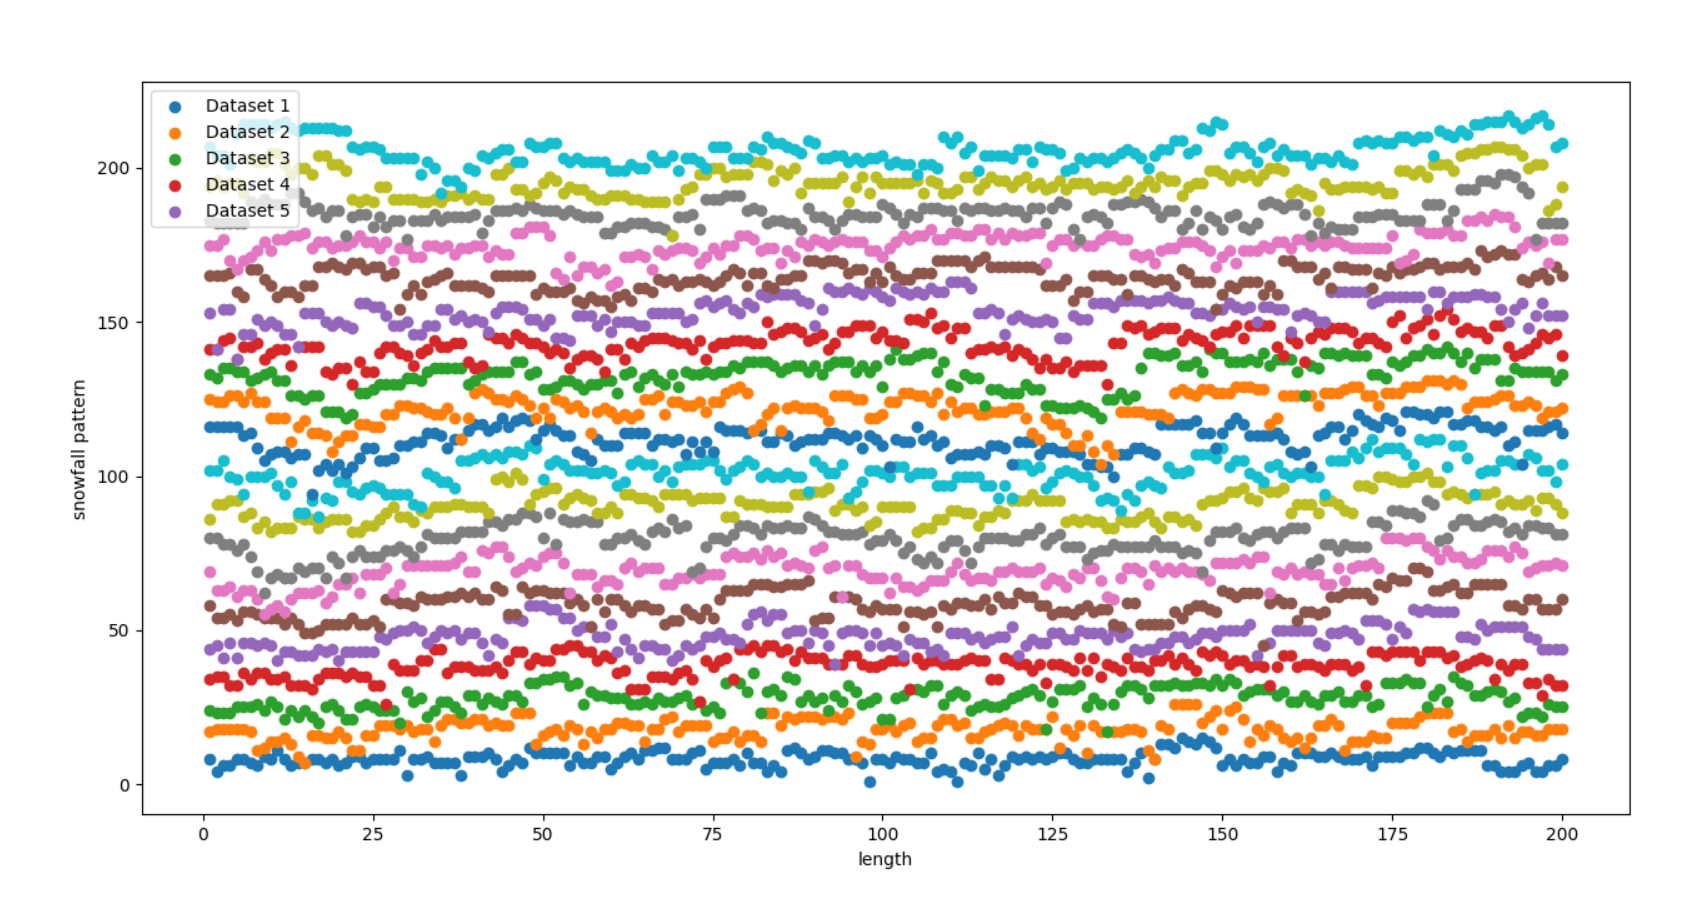 Dataset 1
Dataset 2
Dataset 3
Dataset 4
Dataset 5
200
150
100
50
0
snowfall pattern
0 25 50 75 100 125 150 175 200
length